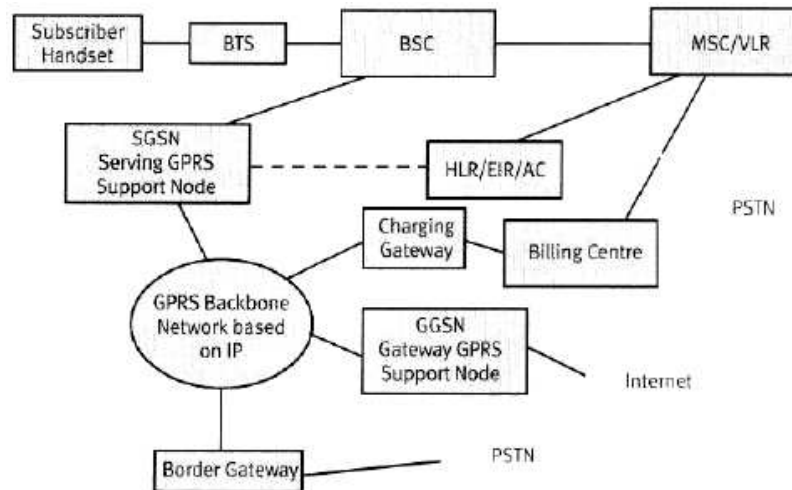 Subscriber
Handset
BTS
BSC
MSC/VLR
SGSN
Serving GPRS
Support Node
HLR/EIR/AC
PSTN
Charging
Gateway
Billing Centre
GPRS Backbone
Network based
on IP
GGSN
Gateway GPRS
Support Node
Internet
Border Gateway
PSTN